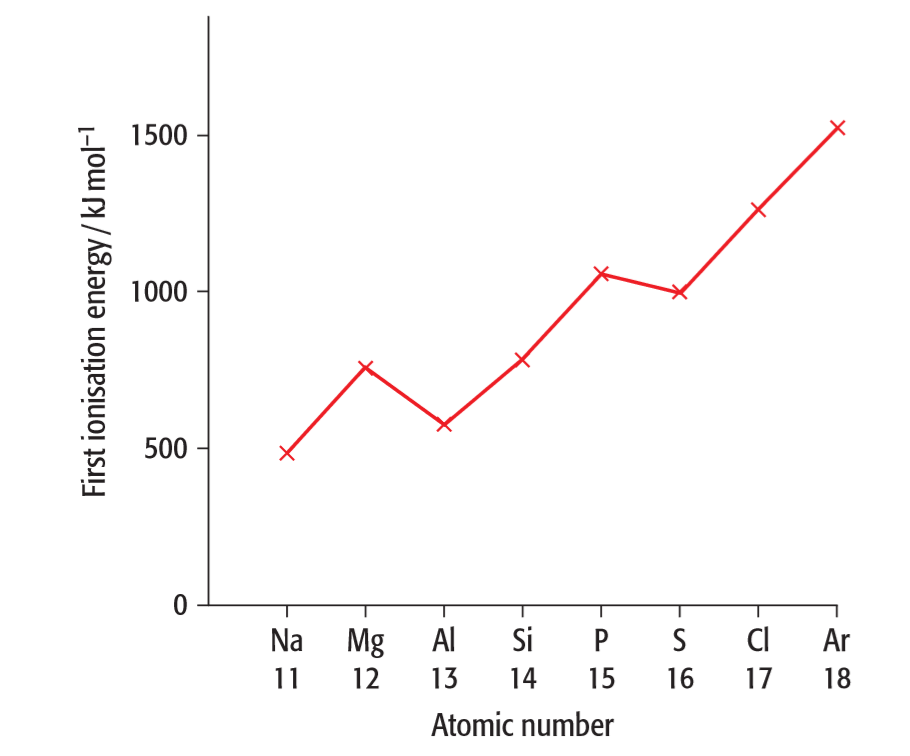 First ionisation energy / kJ mol⁻¹
1500
1000
500
0
Na Mg Al Si P S Cl Ar
11 12 13 14 15 16 17 18
Atomic number